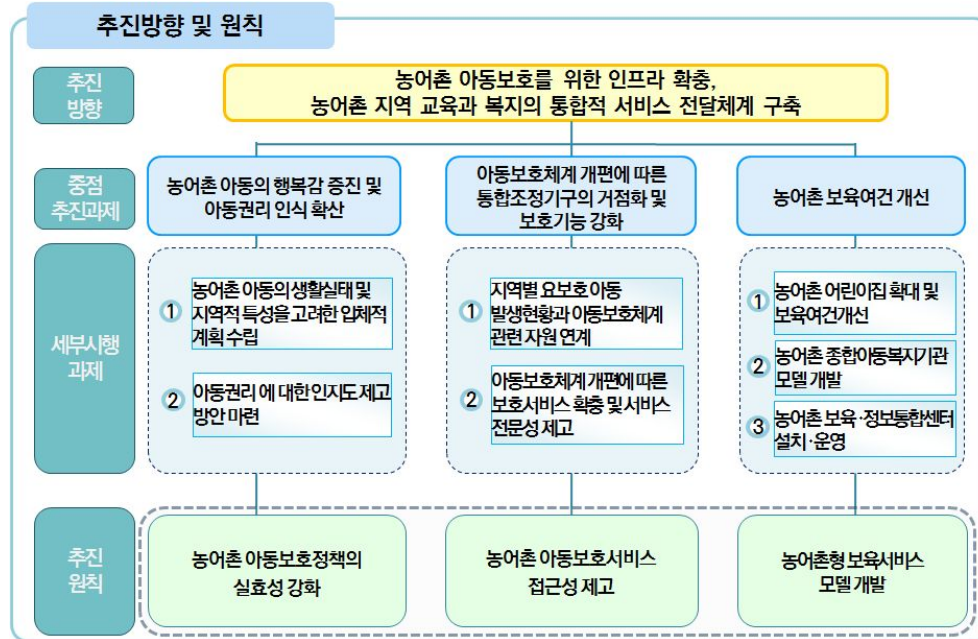 추진방향 및 원칙
추진
방향
농어촌 아동보호를 위한 인프라 확충,
농어촌 지역 교육과 복지의 통합적 서비스 전달체계 구축
중점
추진과제
농어촌 아동의 행복감 증진 및
아동권리 인식 확산
아동보호체계 개편에 따른
통합조정기구의 거점화 및
보호기능 강화
농어촌 보육여건 개선
세부시행
과제
① 농어촌 아동의 생활실태 및
지역적 특성을 고려한 입체적
계획 수립
② 아동권리 에 대한 인지도 제고
방안 마련
① 지역별 요보호 아동
발생현황과 아동보호체계
관련 자원 연계
② 아동보호체계 개편에 따른
보호서비스 확충 및 서비스
전문성 제고
① 농어촌 어린이집 확대 및
보육여건개선
② 농어촌 종합아동복지기관
모델 개발
③ 농어촌 보육·정보통합센터
설치·운영
추진
원칙
농어촌 아동보호정책의
실효성 강화
농어촌 아동보호서비스
접근성 제고
농어촌형 보육서비스
모델 개발